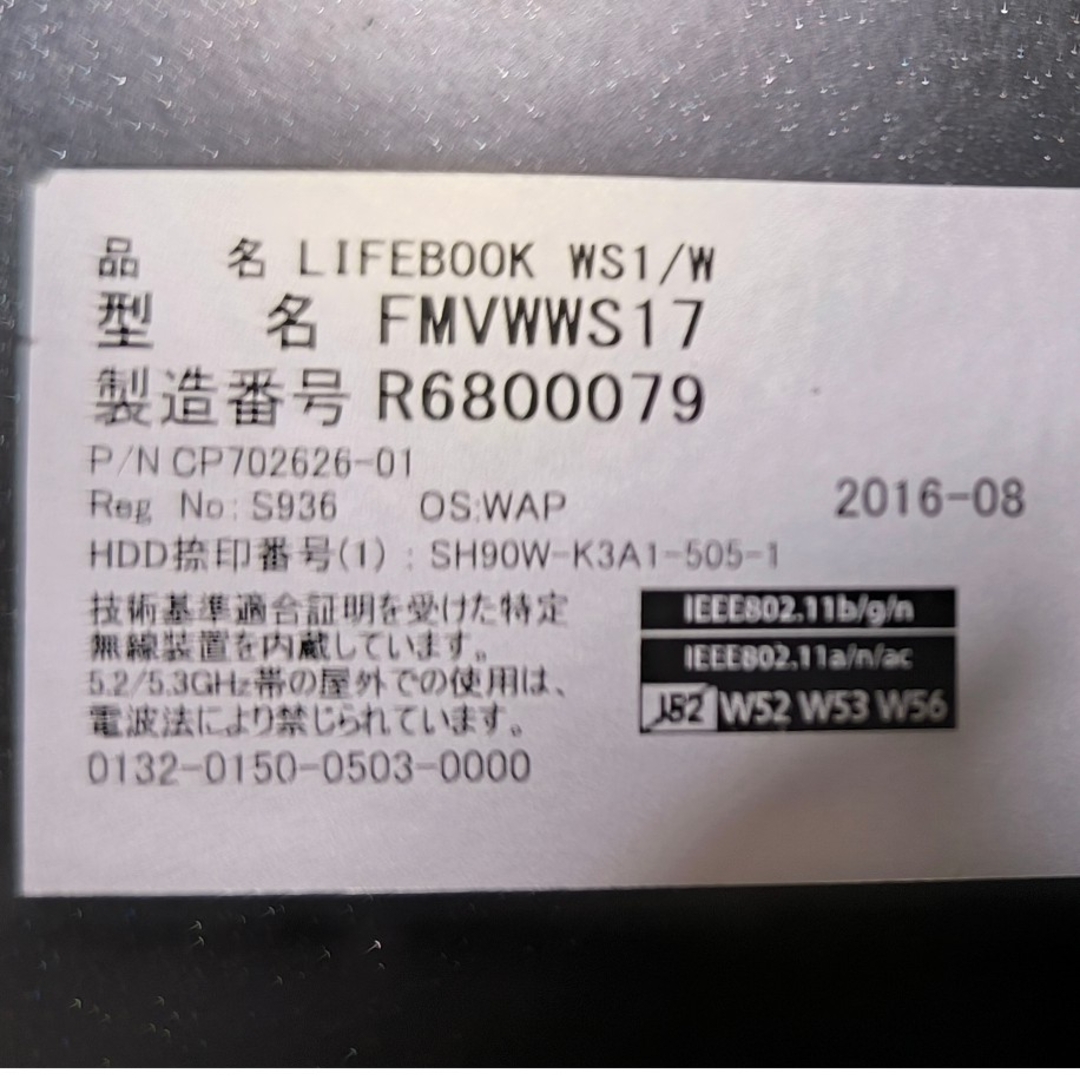 品 名 LIFEBOOK WS1/W
型 名 FMVWWS17
製造番号 R6800079
P/N CP702626-01
Reg No: S936 OS:WAP
2016-08
HDD捺印番号(1) : SH90W-K3A1-505-1
技術基準適合証明を受けた特定
無線装置を内蔵しています。
5.2/5.3GHz帯の屋外での使用は、
電波法により禁じられています。
0132-0150-0503-0000
IEEE802.11b/g/n
IEEE802.11a/n/ac
J52 W52 W53 W56